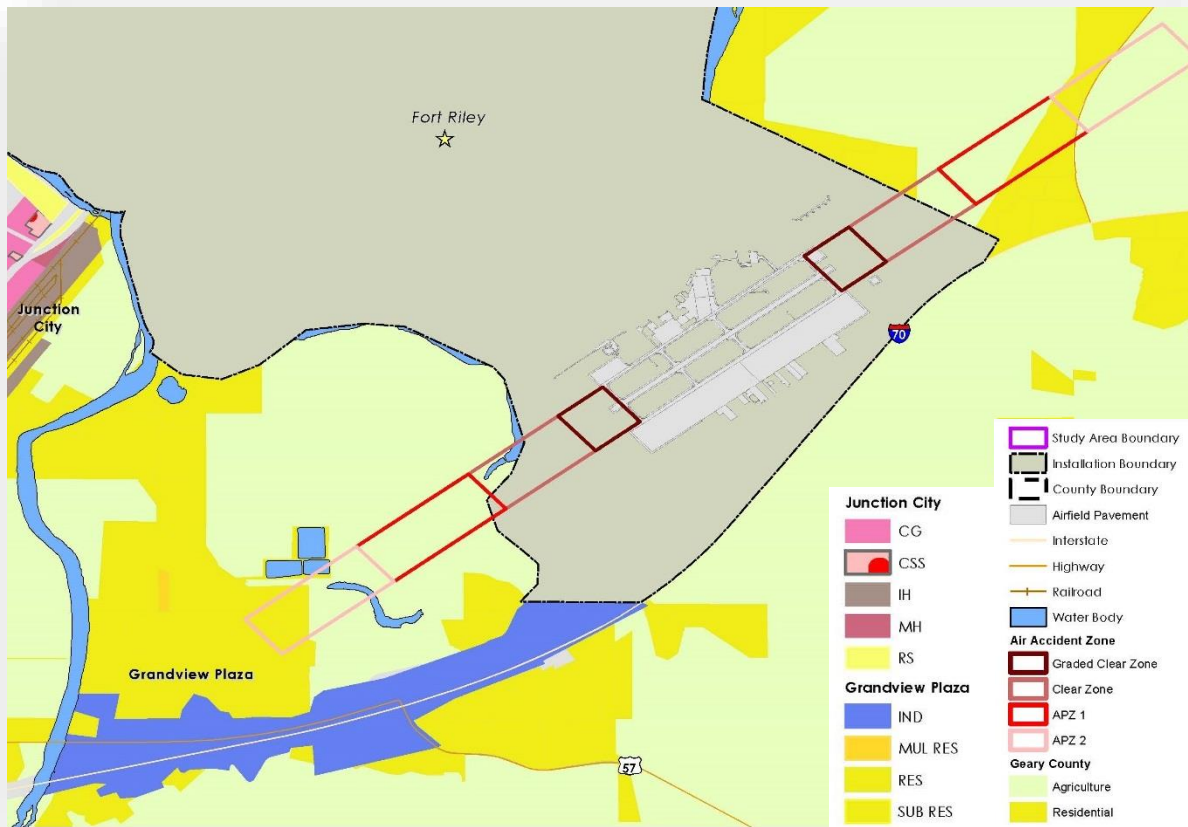 Fort Riley
Junction
City
70
Grandview Plaza
57
Junction City
CG
CSS
IH
MH
RS
Grandview Plaza
IND
MUL RES
RES
SUB RES
Study Area Boundary
Installation Boundary
County Boundary
Airfield Pavement
Interstate
Highway
Railroad
Water Body
Air Accident Zone
Graded Clear Zone
Clear Zone
APZ 1
APZ 2
Geary County
Agriculture
Residential